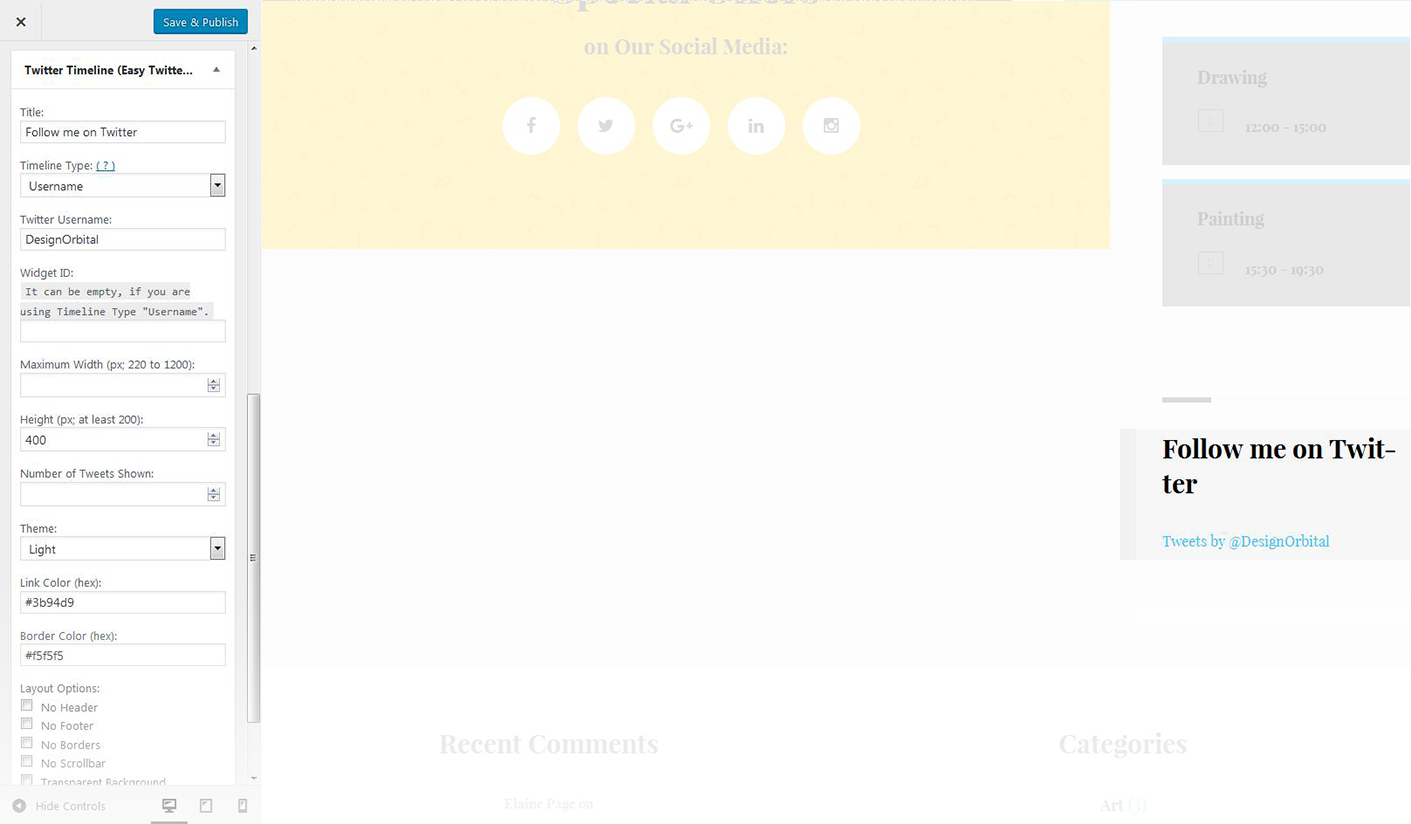 Save & Publish
Twitter Timeline (Easy Twitte...
Title:
Follow me on Twitter
Timeline Type: ( ? )
Username
Twitter Username:
DesignOrbital
Widget ID:
It can be empty, if you are
using Timeline Type "Username".
Maximum Width (px; 220 to 1200):
Height (px; at least 200):
400
Number of Tweets Shown:
Theme:
Light
Link Color (hex):
#3b94d9
Border Color (hex):
#f5f5f5
Layout Options:
No Header
No Footer
No Borders
No Scrollbar
Transparent Background
Hide Controls
on Our Social Media:
Drawing
12:00 - 15:00
Painting
15:30 - 19:30
Follow me on Twit-
ter
Tweets by @DesignOrbital
Recent Comments
Elaine Page on
Categories
Art (3)